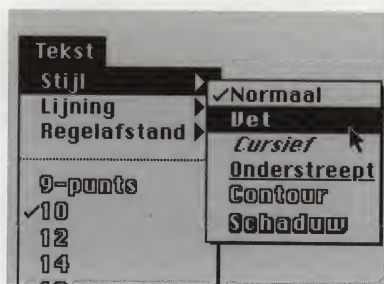 Tekst
Stijl
Lijning
Regelafstand
9-punts
✓10
12
14
✓Normaal
Vet
Cursief
Onderstreept
Contour
Schaduw